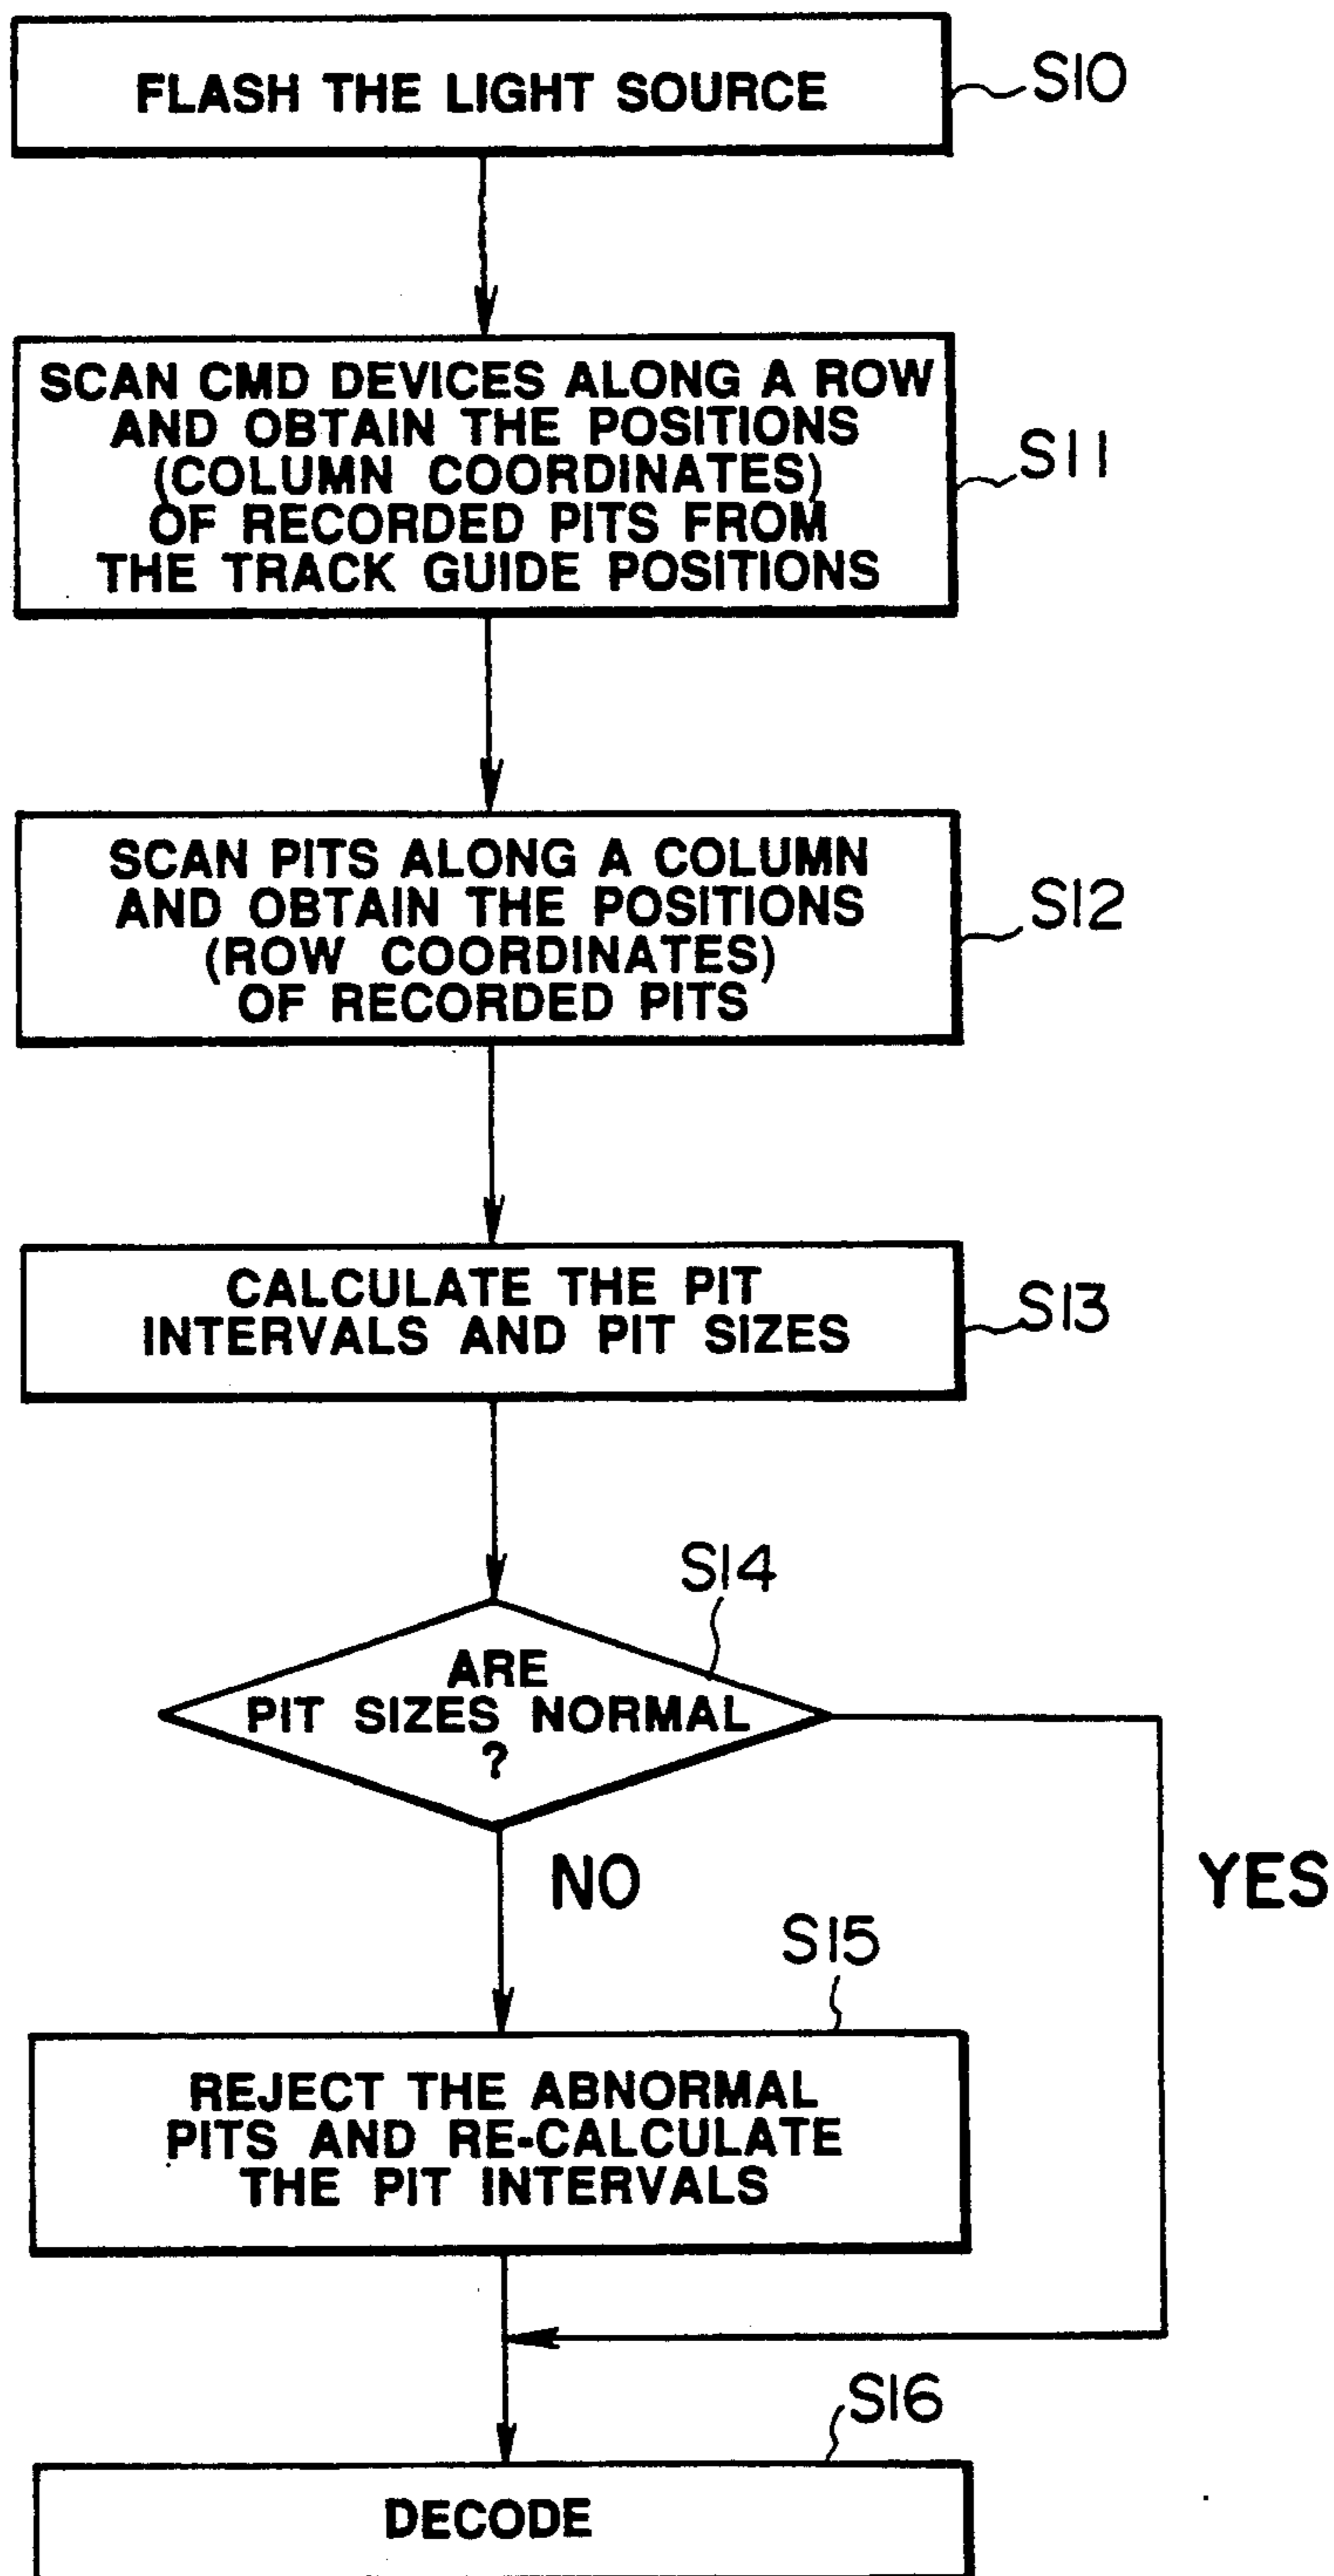 FLASH THE LIGHT SOURCE
S10
SCAN CMD DEVICES ALONG A ROW
AND OBTAIN THE POSITIONS
(COLUMN COORDINATES)
OF RECORDED PITS FROM
THE TRACK GUIDE POSITIONS
S11
SCAN PITS ALONG A COLUMN
AND OBTAIN THE POSITIONS
(ROW COORDINATES)
OF RECORDED PITS
S12
CALCULATE THE PIT
INTERVALS AND PIT SIZES
S13
S14
ARE
PIT SIZES NORMAL
?
NO
YES
S15
REJECT THE ABNORMAL
PITS AND RE-CALCULATE
THE PIT INTERVALS
S16
DECODE